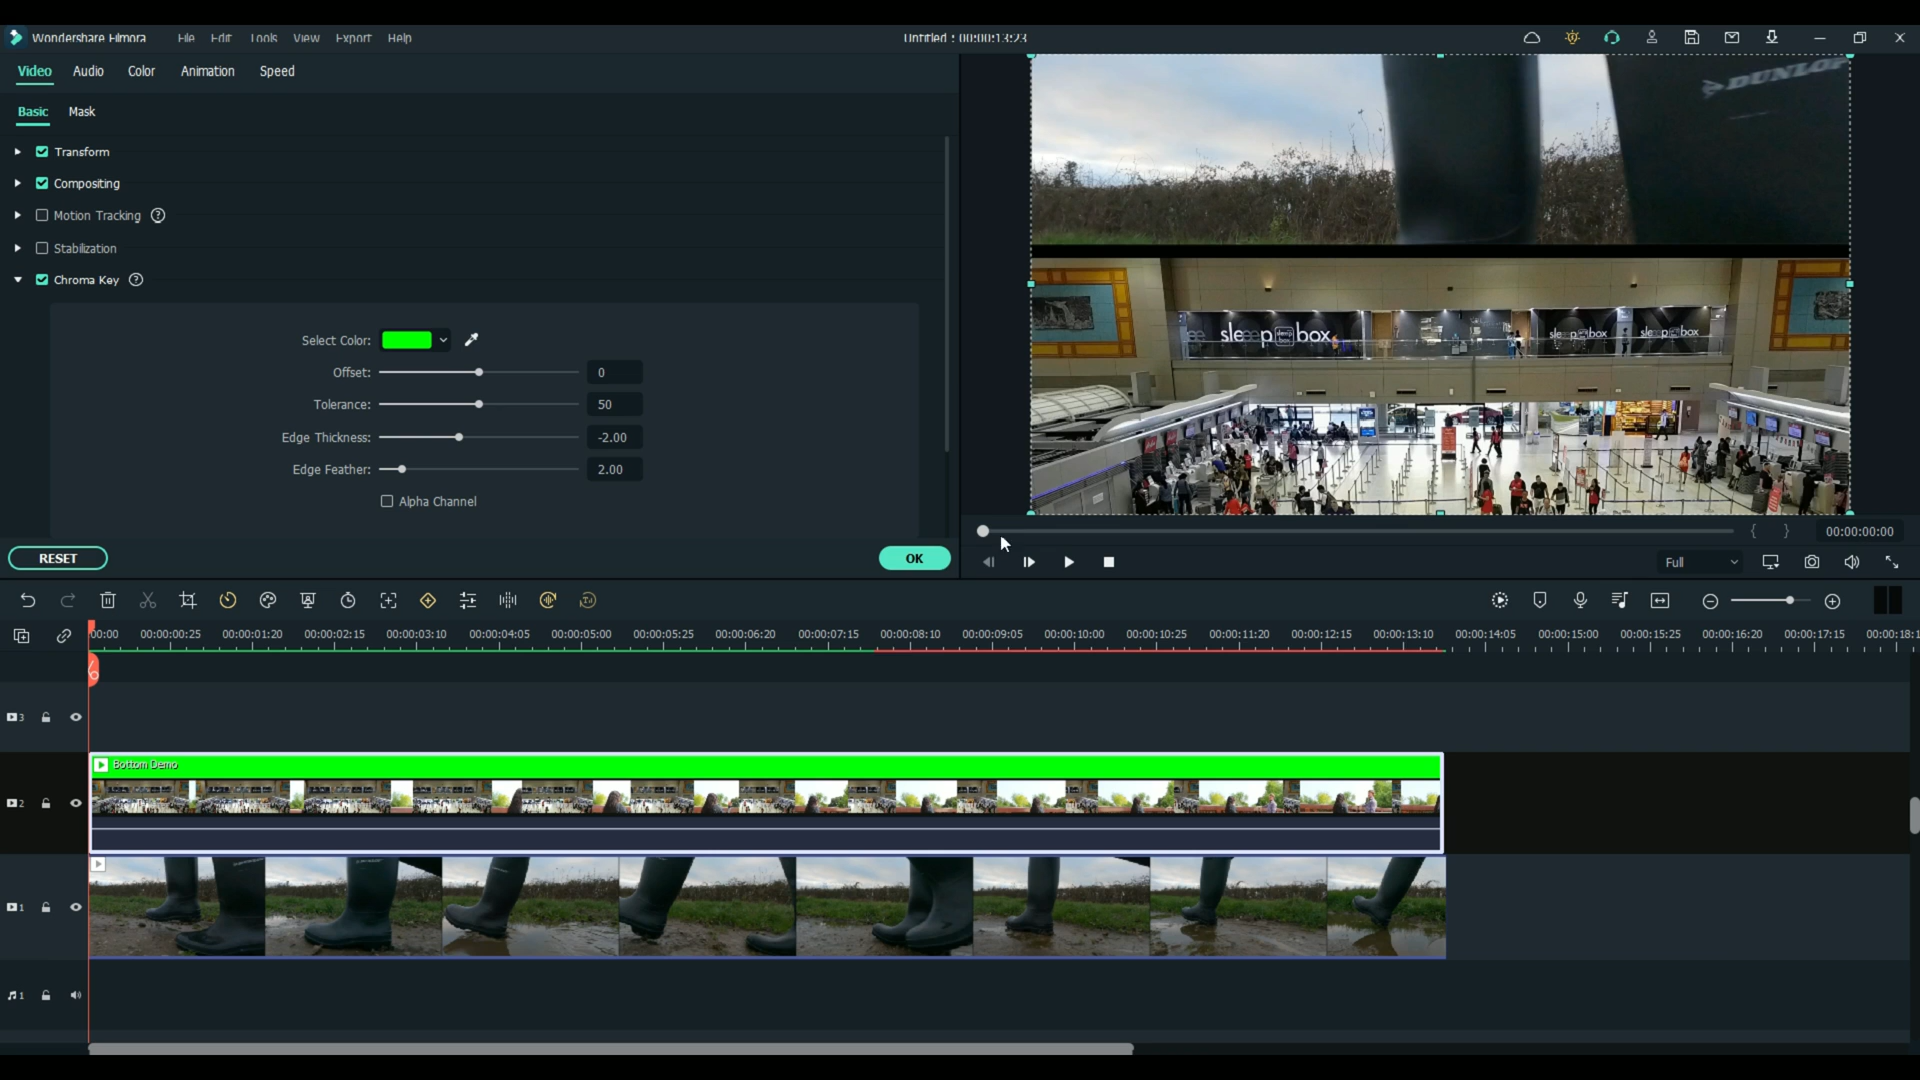 Wondershare Filmora File Edit Tools View Export Help Untitled : 00:00:13:23
Video Audio Color Animation Speed
Basic Mask
Transform
Compositing
Motion Tracking ?
Stabilization
Chroma Key ?
Select Color:
Offset: 0
Tolerance: 50
Edge Thickness: -2.00
Edge Feather: 2.00
Alpha Channel
RESET OK
DUNLOP
sleep box
sleep box
sleep box
{ } 00:00:00:00
Full
00:00 00:00:00:25 00:00:01:20 00:00:02:15 00:00:03:10 00:00:04:05 00:00:05:00 00:00:05:25 00:00:06:20 00:00:07:15 00:00:08:10 00:00:09:05 00:00:10:00 00:00:10:25 00:00:11:20 00:00:12:15 00:00:13:10 00:00:14:05 00:00:15:00 00:00:15:25 00:00:16:20 00:00:17:15 00:00:18:1
3
Bottom Demo
2
1
1